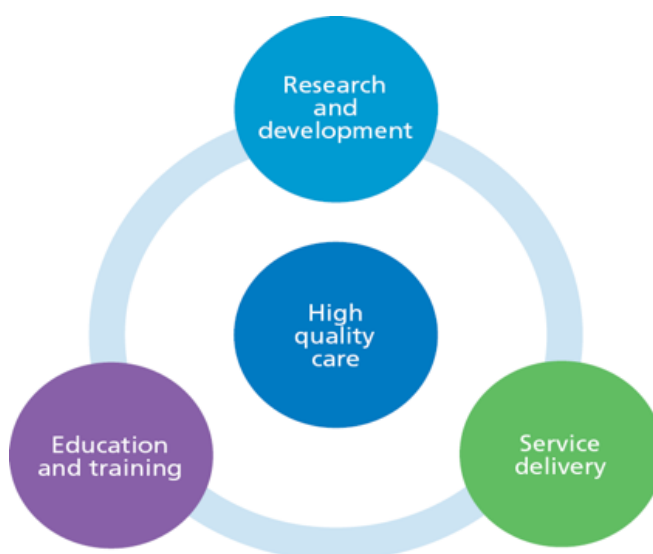 Research
and
development
High
quality
care
Education
and training
Service
delivery